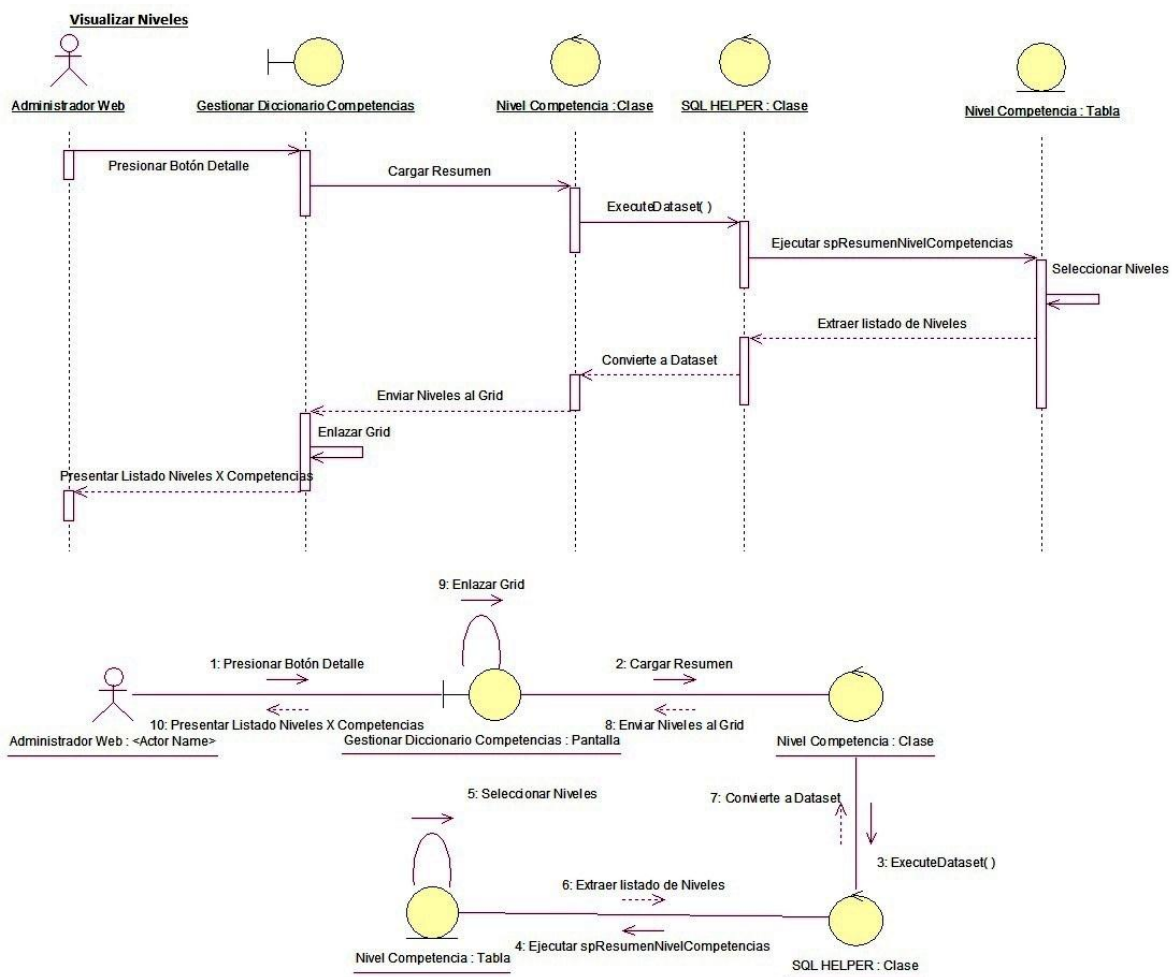 Visualizar Niveles
Administrador Web
Gestionar Diccionario Competencias
Nivel Competencia : Clase
SQL HELPER : Clase
Nivel Competencia : Tabla
Presionar Botón Detalle
Cargar Resumen
ExecuteDataset( )
Ejecutar spResumenNivelCompetencias
Seleccionar Niveles
Extraer listado de Niveles
Convierte a Dataset
Enviar Niveles al Grid
Enlazar Grid
Presentar Listado Niveles X Competencias
9: Enlazar Grid
1: Presionar Botón Detalle
2: Cargar Resumen
10: Presentar Listado Niveles X Competencias
8: Enviar Niveles al Grid
Administrador Web : <Actor Name>
Gestionar Diccionario Competencias : Pantalla
Nivel Competencia : Clase
5: Seleccionar Niveles
7: Convierte a Dataset
3: ExecuteDataset( )
6: Extraer listado de Niveles
4: Ejecutar spResumenNivelCompetencias
Nivel Competencia : Tabla
SQL HELPER : Clase